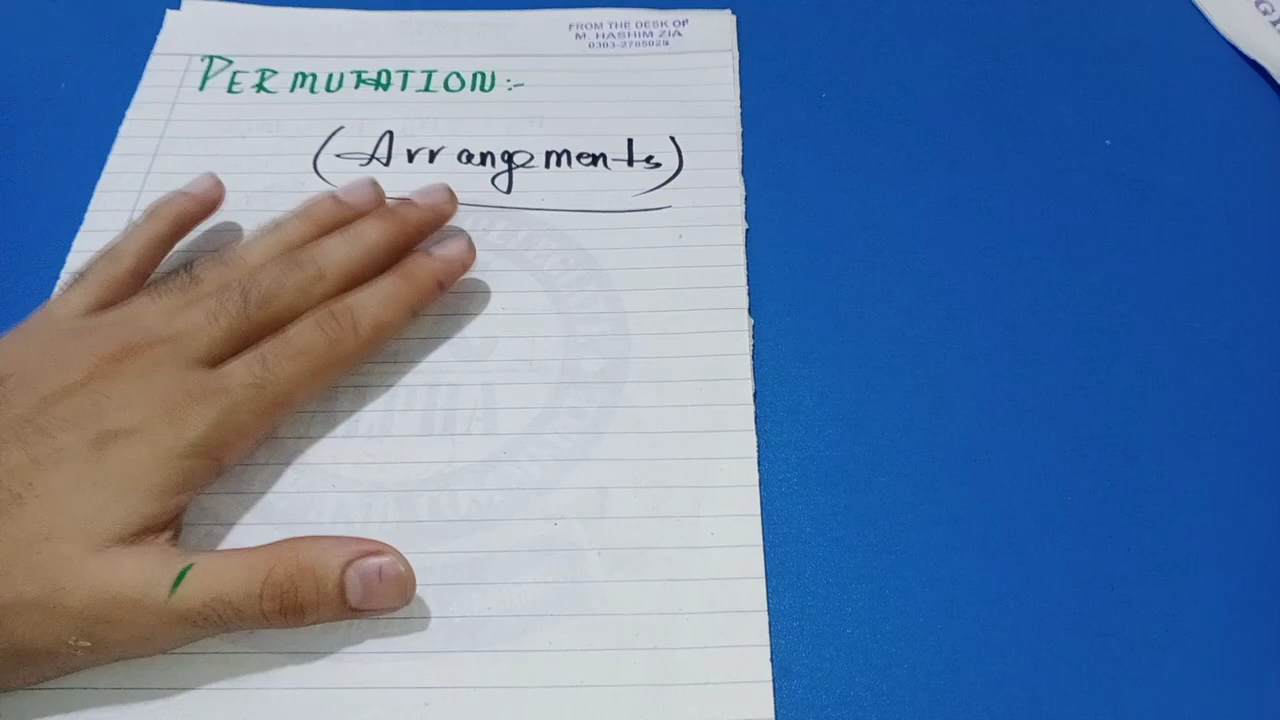 FROM THE DESK OF
M. HASHIM ZIA
0303-2785029
PERMUTATION:-
(Arrangements)